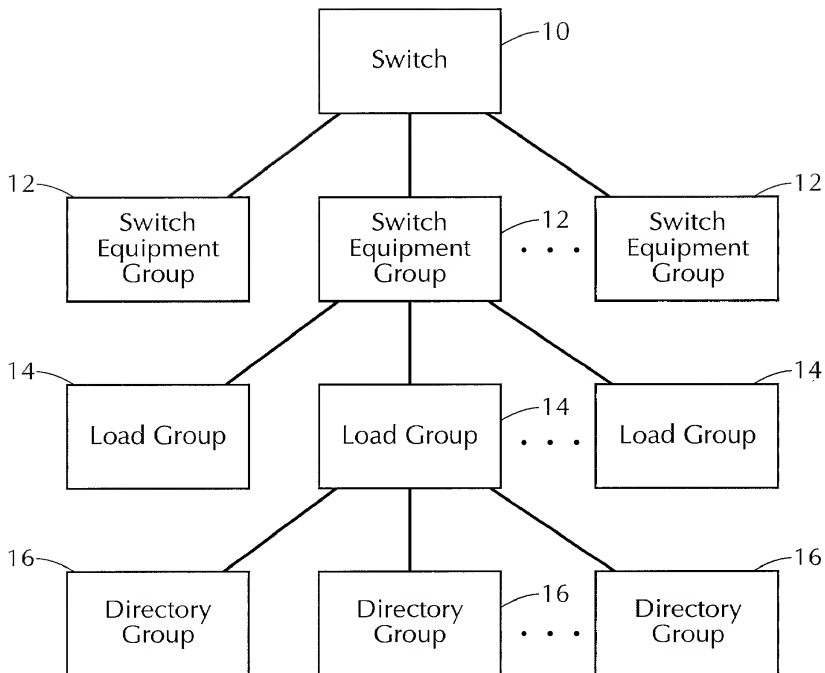 10
Switch
12
12
12
Switch
Equipment
Group
Switch
Equipment
Group
. . .
Switch
Equipment
Group
14
14
14
Load Group
Load Group
. . .
Load Group
16
16
16
Directory
Group
Directory
Group
. . .
Directory
Group